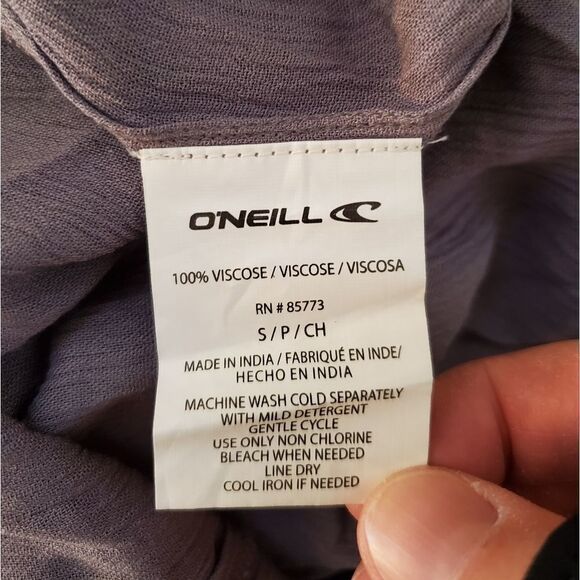 O'NEILL
100% VISCOSE / VISCOSE / VISCOSA
RN # 85773
S / P / CH
MADE IN INDIA / FABRIQUÉ EN INDE/
HECHO EN INDIA
MACHINE WASH COLD SEPARATELY
WITH MILD DETERGENT
GENTLE CYCLE
USE ONLY NON CHLORINE
BLEACH WHEN NEEDED
LINE DRY
COOL IRON IF NEEDED